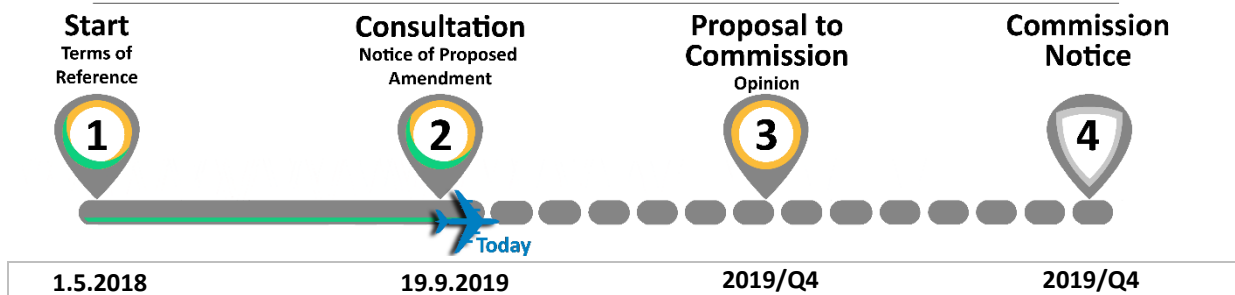 Start
Terms of
Reference
Consultation
Notice of Proposed
Amendment
Proposal to
Commission
Opinion
Commission
Notice
1
2
3
4
Today
1.5.2018
19.9.2019
2019/Q4
2019/Q4